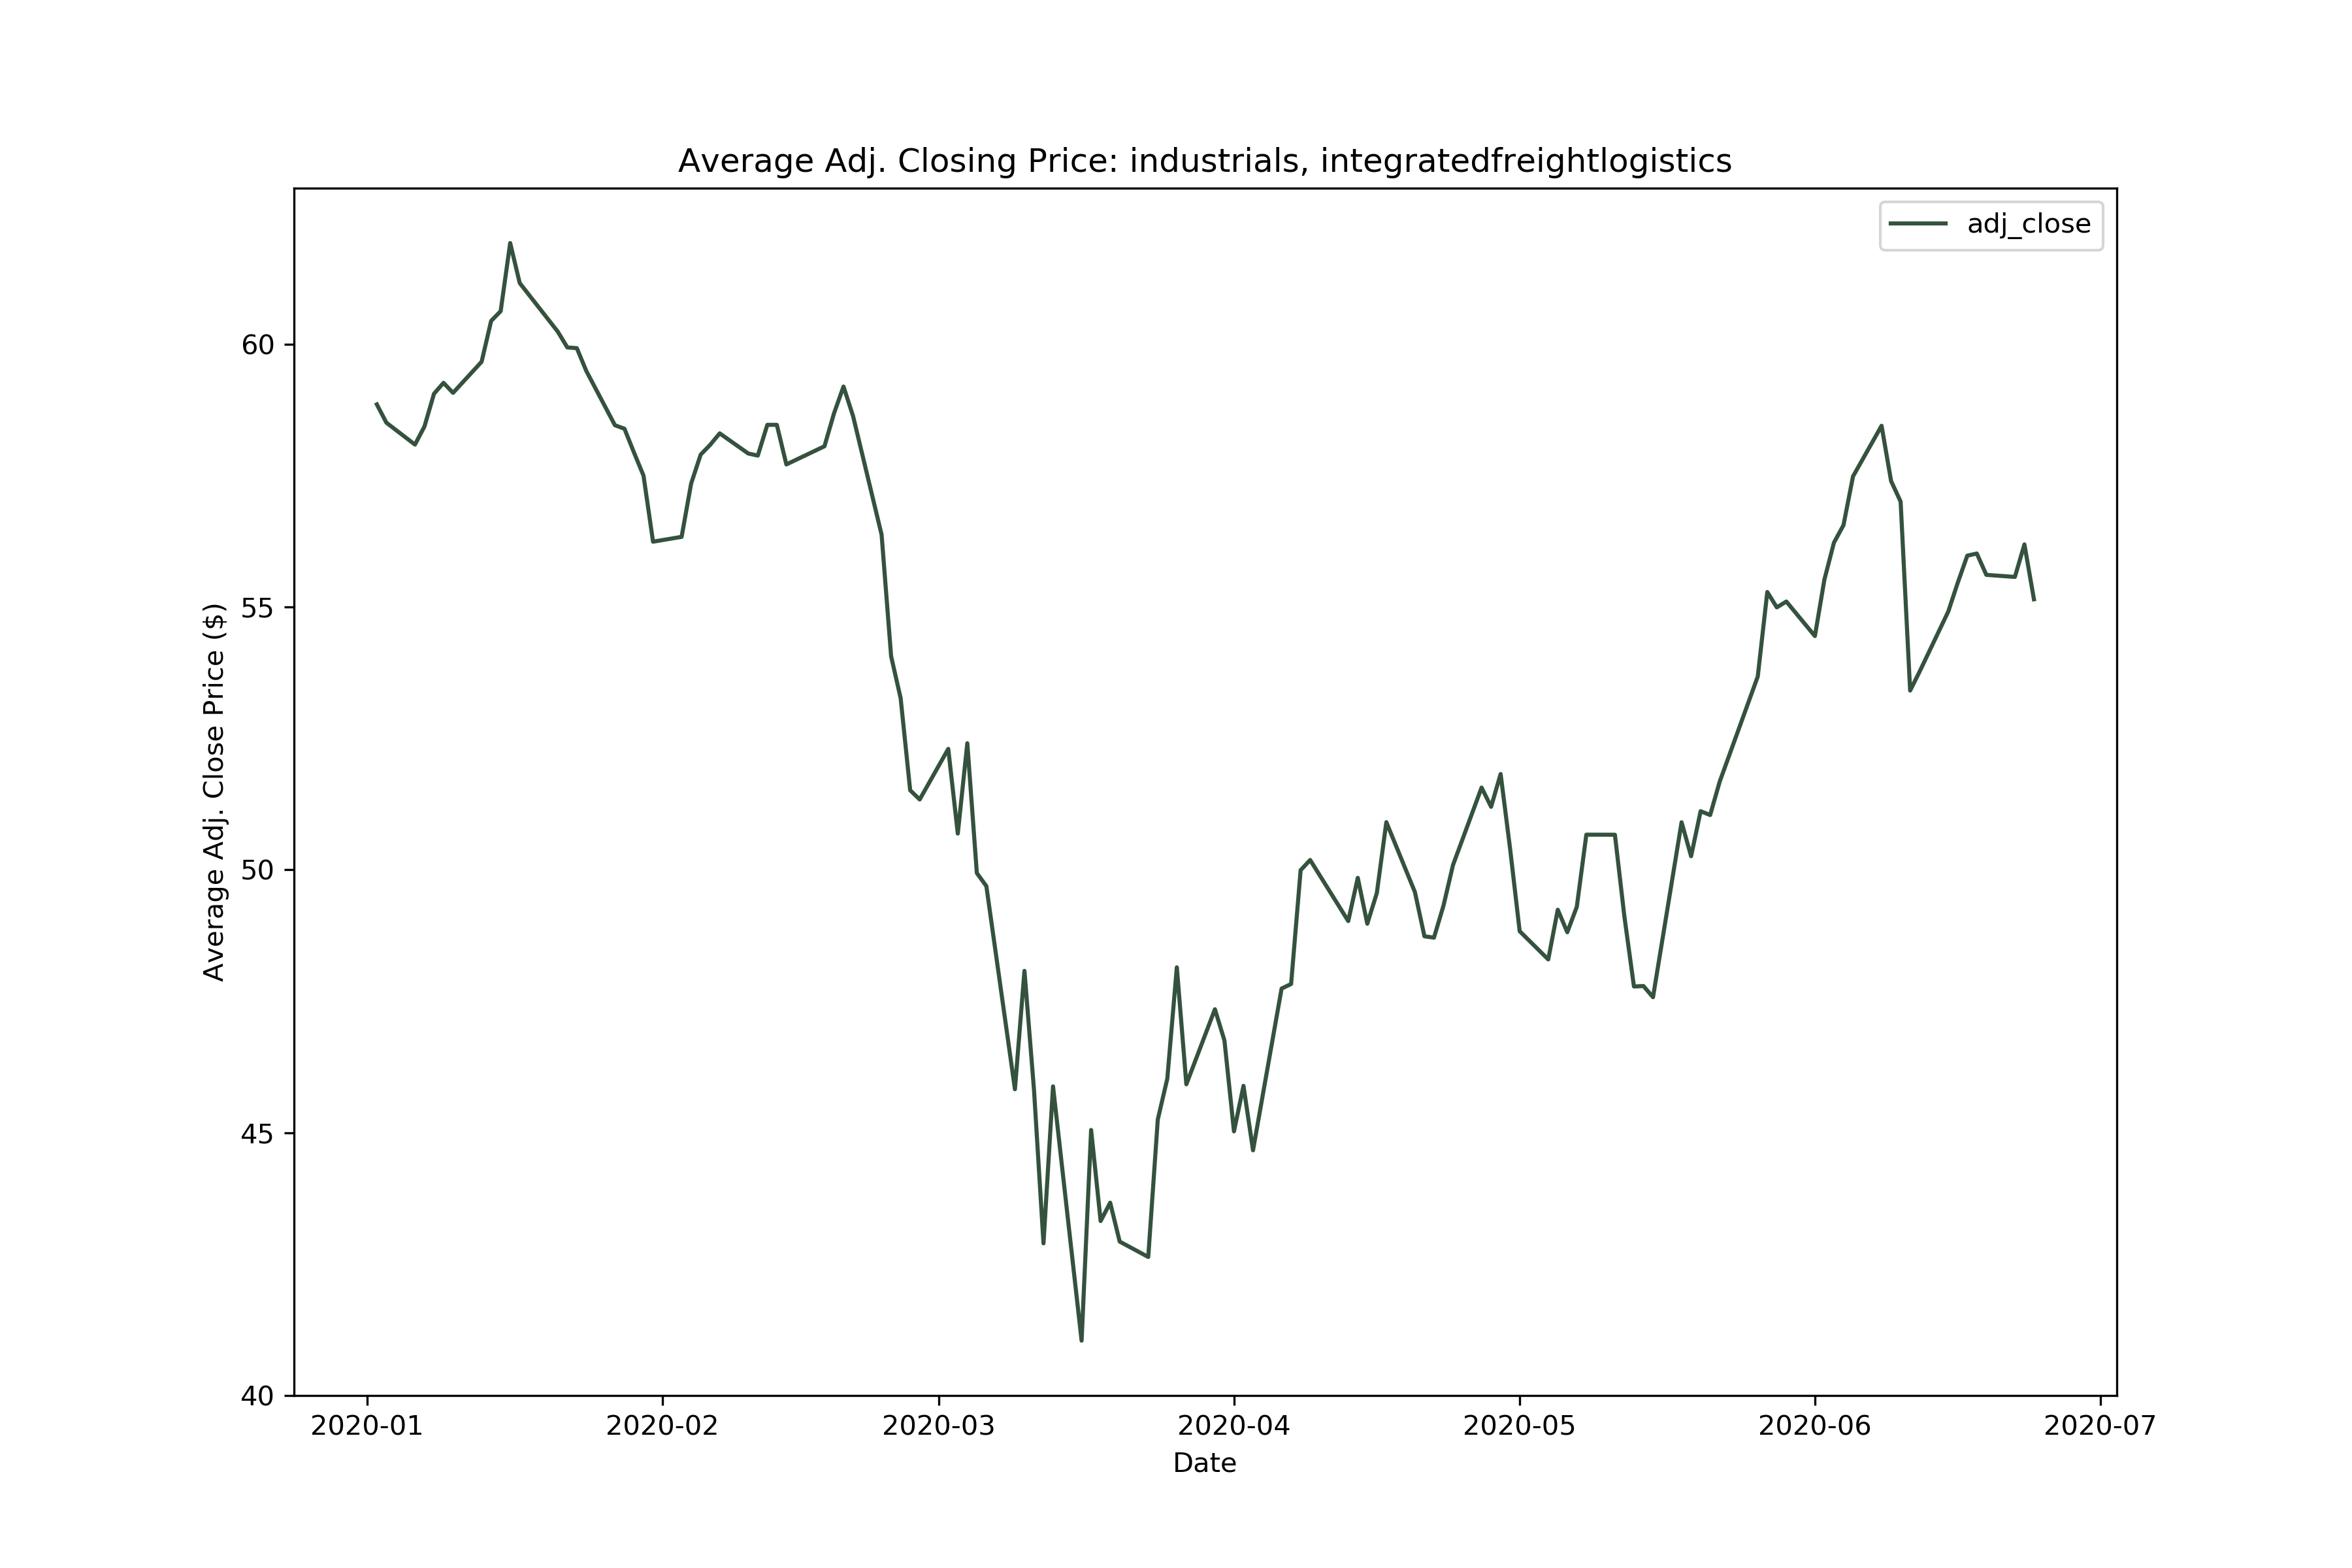 Average Adj. Closing Price: industrials, integratedfreightlogistics
adj_close
60
55
50
45
40
Average Adj. Close Price ($)
2020-01 2020-02 2020-03 2020-04 2020-05 2020-06 2020-07
Date